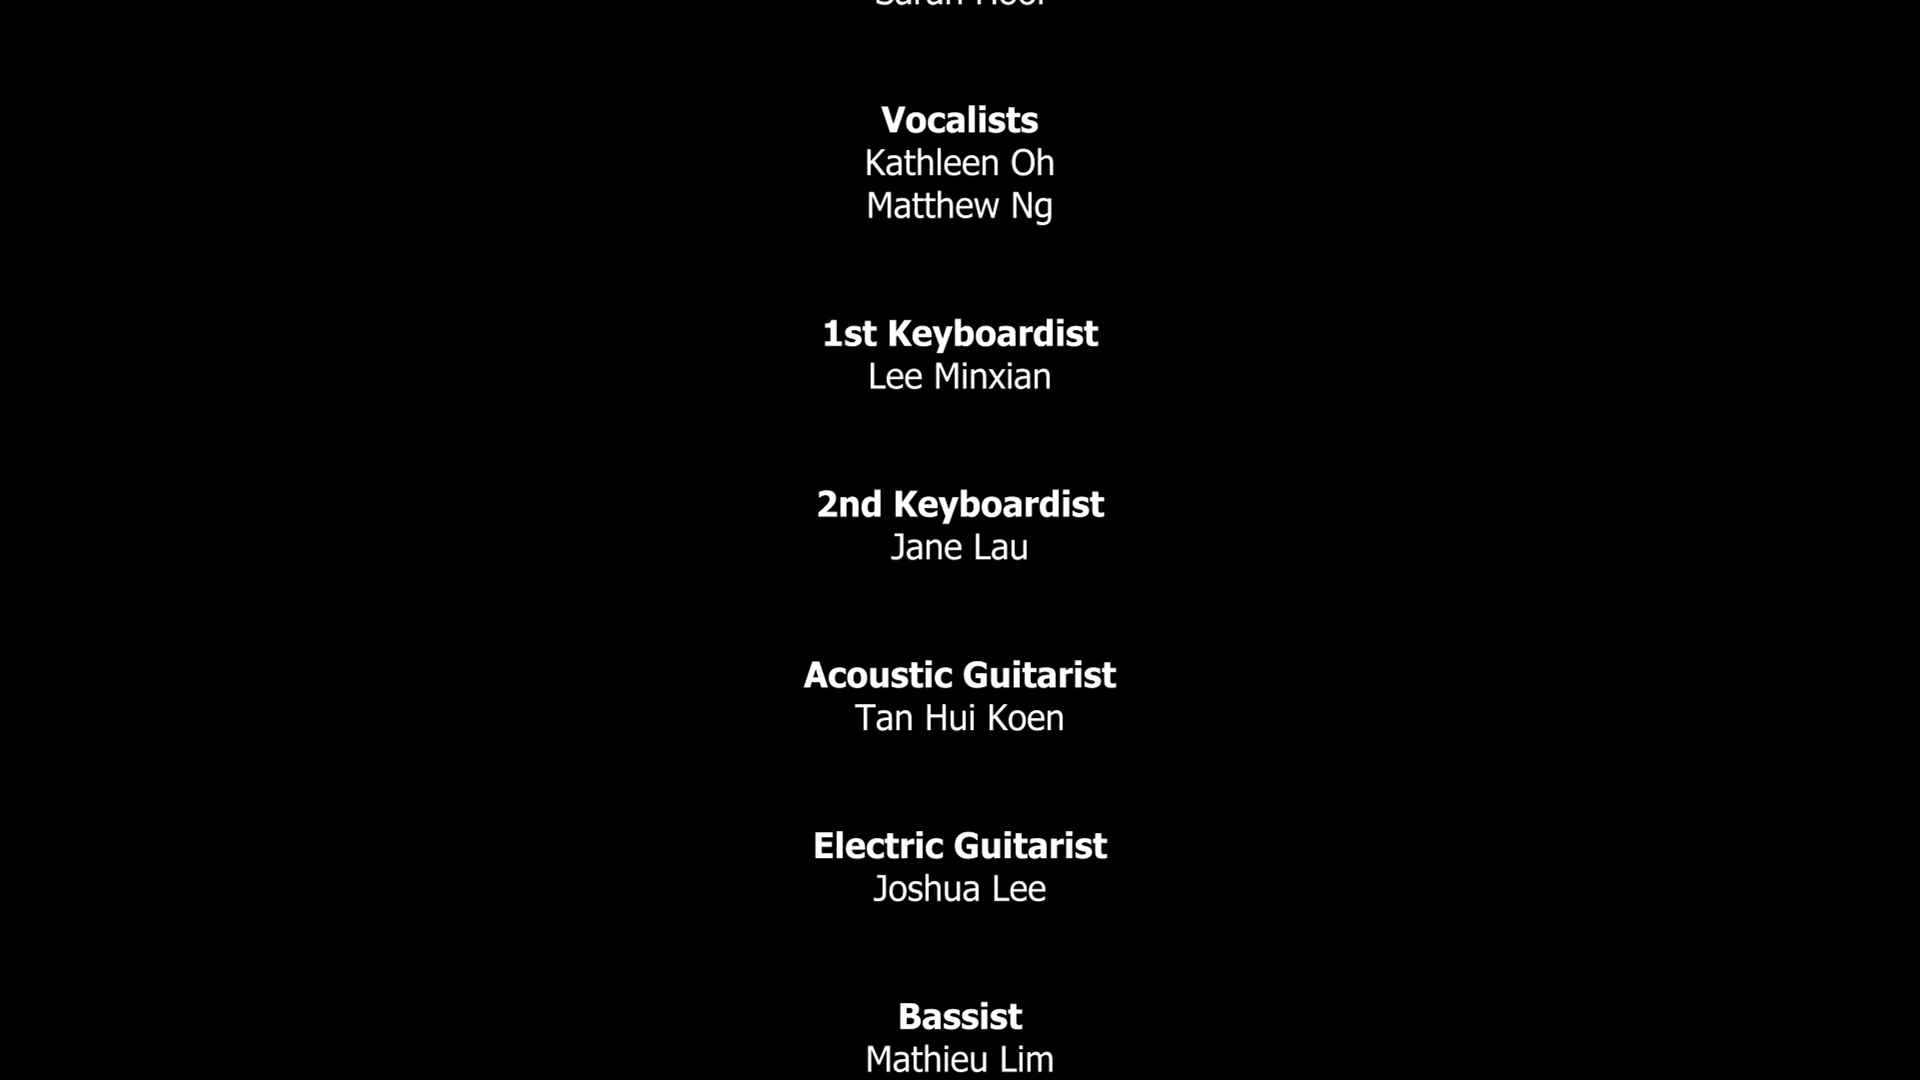 Vocalists
Kathleen Oh
Matthew Ng
1st Keyboardist
Lee Minxian
2nd Keyboardist
Jane Lau
Acoustic Guitarist
Tan Hui Koen
Electric Guitarist
Joshua Lee
Bassist
Mathieu Lim